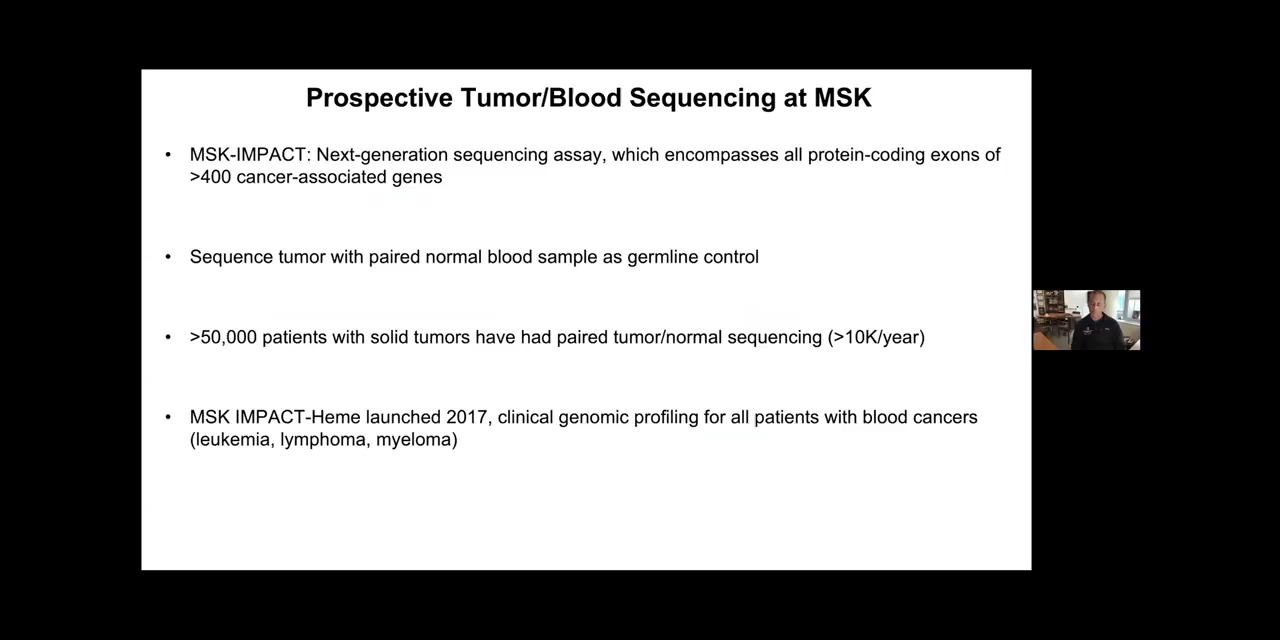 Prospective Tumor/Blood Sequencing at MSK
• MSK-IMPACT: Next-generation sequencing assay, which encompasses all protein-coding exons of
>400 cancer-associated genes
• Sequence tumor with paired normal blood sample as germline control
• >50,000 patients with solid tumors have had paired tumor/normal sequencing (>10K/year)
• MSK IMPACT-Heme launched 2017, clinical genomic profiling for all patients with blood cancers
(leukemia, lymphoma, myeloma)